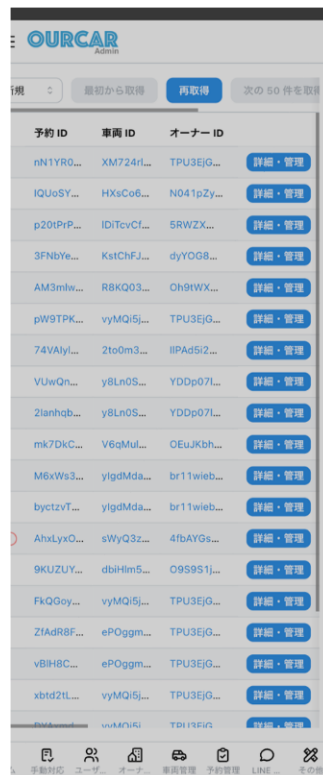 OURCAR
Admin
規
最初から取得
再取得
次の 50 件を取得
予約 ID 車両 ID オーナー ID
nN1YR0... XM724rl... TPU3EjG... 詳細・管理
IQUoSY... HXsCo6... N041pZy... 詳細・管理
p20tPrP... IDiTcvCf... 5RWZX... 詳細・管理
3FNbYe... KstChFJ... dyYOG8... 詳細・管理
AM3mlw... R8KQ03... Oh9tWX... 詳細・管理
pW9TPK... vyMQi5j... TPU3EjG... 詳細・管理
74VAlyl... 2to0m3... IIPAd5i2... 詳細・管理
VUwQn... y8Ln0S... YDDp07l... 詳細・管理
2lanhqb... y8Ln0S... YDDp07l... 詳細・管理
mk7DkC... V6qMul... OEuJKbh... 詳細・管理
M6xWs3... ylgdMda... br11wieb... 詳細・管理
byctzvT... ylgdMda... br11wieb... 詳細・管理
AhxLyxO... sWyQ3z... 4fbAYGs... 詳細・管理
9KUZUY... dbiHlm5... O9S9S1j... 詳細・管理
FkQGoy... vyMQi5j... TPU3EjG... 詳細・管理
ZfAdR8F... ePOggm... TPU3EjG... 詳細・管理
vBlH8C... ePOggm... TPU3EjG... 詳細・管理
xbtd2tL... vyMQi5j... TPU3EjG... 詳細・管理
手動対応 ユーザ... オーナ... 車両管理 予約管理 LINE ... その他